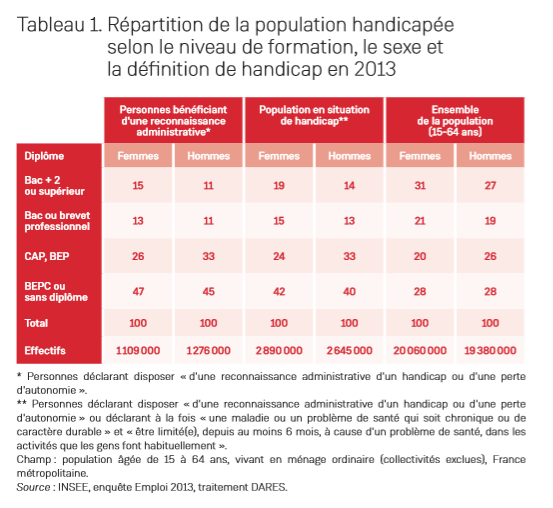 Tableau 1. Répartition de la population handicapée
selon le niveau de formation, le sexe et
la définition de handicap en 2013
Personnes bénéficiant
d'une reconnaissance
administrative*
Population en situation
de handicap**
Ensemble
de la population
(15-64 ans)
Diplôme Femmes Hommes Femmes Hommes Femmes Hommes
Bac + 2
ou supérieur 15 11 19 14 31 27
Bac ou brevet
professionnel 13 11 15 13 21 19
CAP, BEP 26 33 24 33 20 26
BEPC ou
sans diplôme 47 45 42 40 28 28
Total 100 100 100 100 100 100
Effectifs 1 109 000 1 276 000 2 890 000 2 645 000 20 060 000 19 380 000
* Personnes déclarant disposer « d'une reconnaissance administrative d'un handicap ou d'une perte
d'autonomie ».
** Personnes déclarant disposer « d'une reconnaissance administrative d'un handicap ou d'une perte
d'autonomie » ou déclarant à la fois « une maladie ou un problème de santé qui soit chronique ou de
caractère durable » et « être limité(e), depuis au moins 6 mois, à cause d'un problème de santé, dans les
activités que les gens font habituellement ».
Champ : population âgée de 15 à 64 ans, vivant en ménage ordinaire (collectivités exclues), France
métropolitaine.
Source : INSEE, enquête Emploi 2013, traitement DARES.